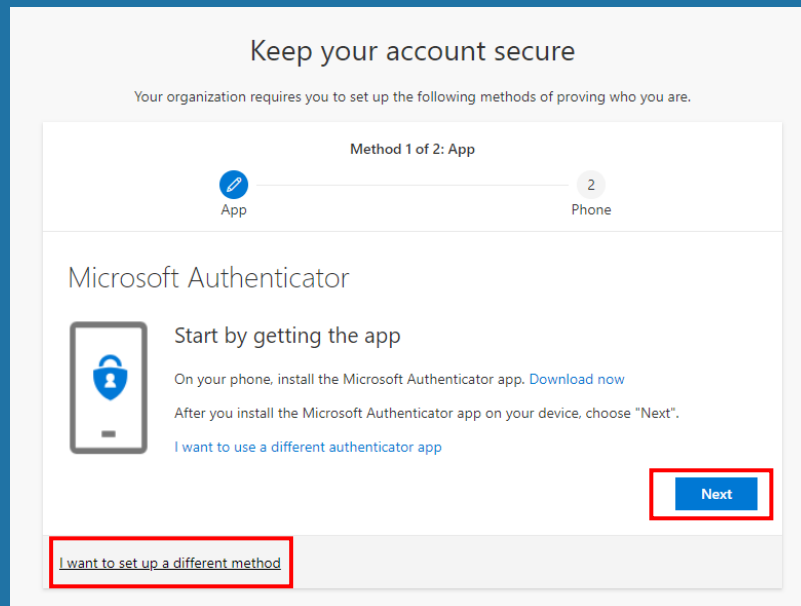 Keep your account secure
Your organization requires you to set up the following methods of proving who you are.
Method 1 of 2: App
2
App
Phone
Microsoft Authenticator
Start by getting the app
On your phone, install the Microsoft Authenticator app. Download now
After you install the Microsoft Authenticator app on your device, choose "Next".
I want to use a different authenticator app
Next
I want to set up a different method